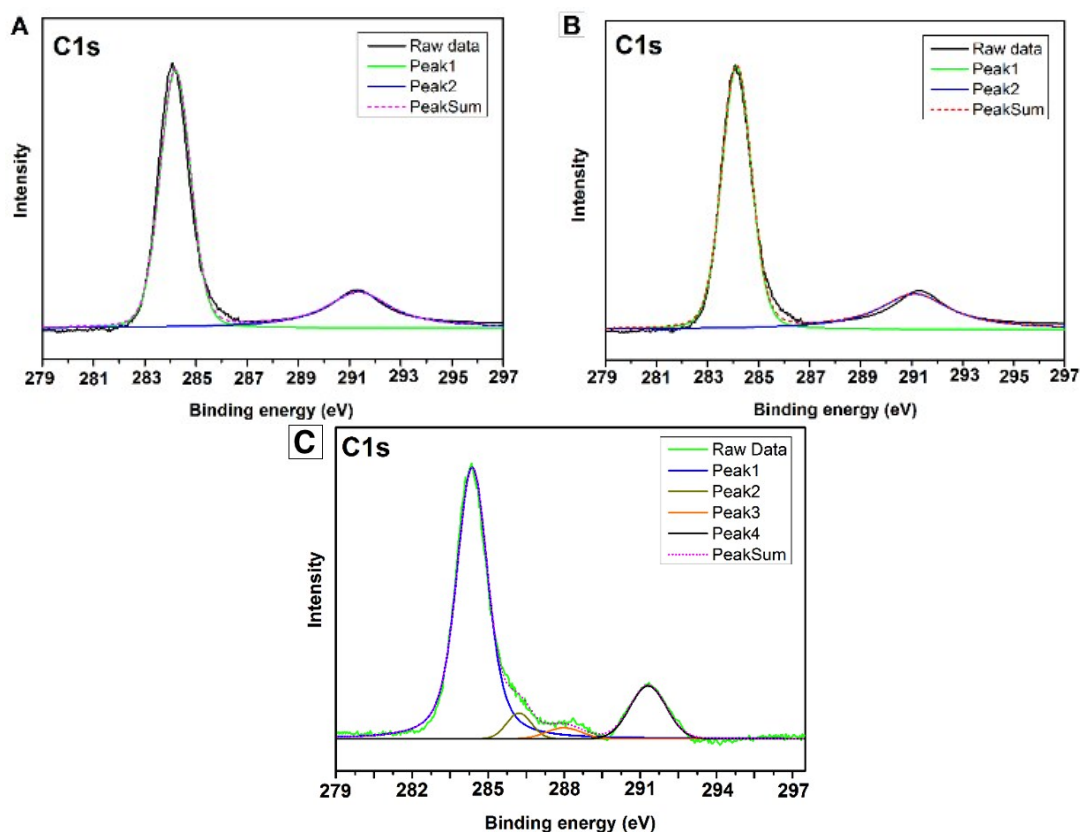 A
C1s
Raw data
Peak1
Peak2
PeakSum
Intensity
279 281 283 285 287 289 291 293 295 297
Binding energy (eV)
B
C1s
Raw data
Peak1
Peak2
PeakSum
Intensity
279 281 283 285 287 289 291 293 295 297
Binding energy (eV)
C
C1s
Raw Data
Peak1
Peak2
Peak3
Peak4
PeakSum
Intensity
279 282 285 288 291 294 297
Binding energy (eV)